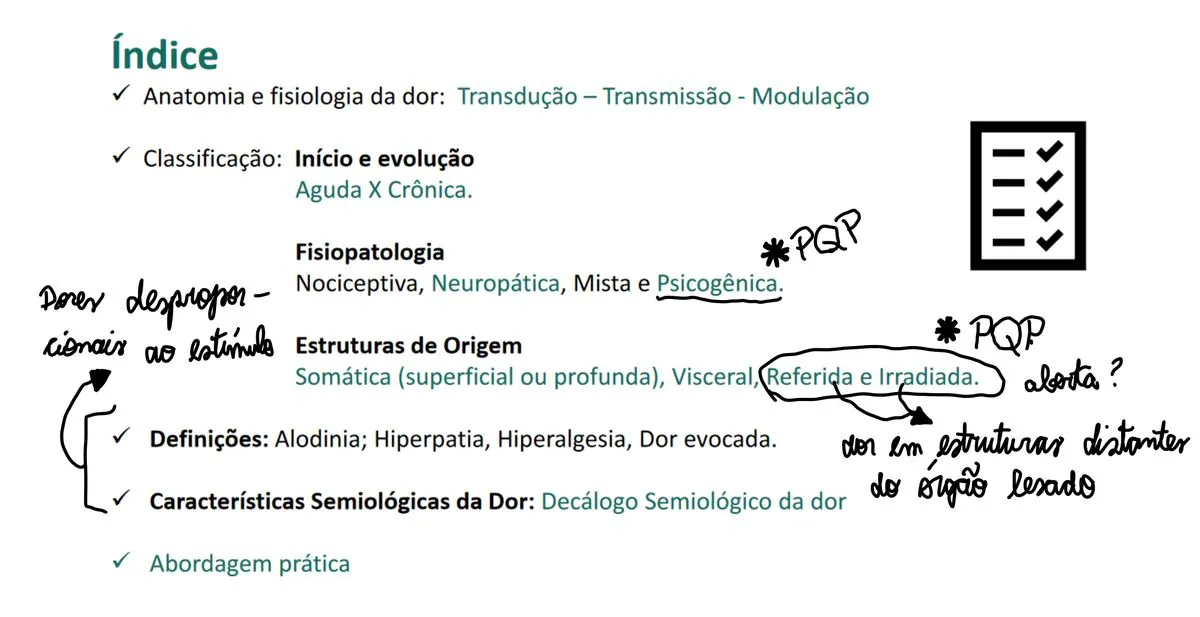 Índice
✓ Anatomia e fisiologia da dor: Transdução – Transmissão - Modulação
✓ Classificação: Início e evolução
Aguda X Crônica.
* PQP
Fisiopatologia
Nociceptiva, Neuropática, Mista e Psicogênica.
Dores despropor-
cionais ao estímulo
* PQP
aberta?
Estruturas de Origem
Somática (superficial ou profunda), Visceral, Referida e Irradiada.
dor em estruturas distantes
do órgão lesado
✓ Definições: Alodinia; Hiperpatia, Hiperalgesia, Dor evocada.
✓ Características Semiológicas da Dor: Decálogo Semiológico da dor
✓ Abordagem prática